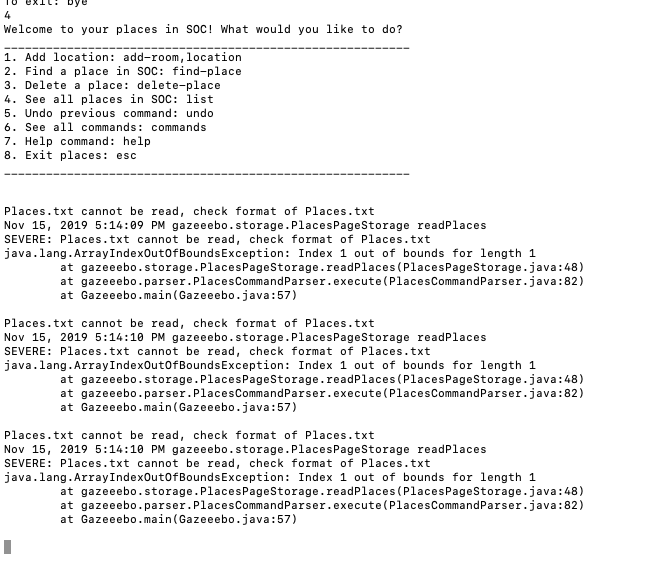 To exit: bye
4
Welcome to your places in SOC! What would you like to do?
__________________________________________________________
1. Add location: add-room,location
2. Find a place in SOC: find-place
3. Delete a place: delete-place
4. See all places in SOC: list
5. Undo previous command: undo
6. See all commands: commands
7. Help command: help
8. Exit places: esc
__________________________________________________________
Places.txt cannot be read, check format of Places.txt
Nov 15, 2019 5:14:09 PM gazeeebo.storage.PlacesPageStorage readPlaces
SEVERE: Places.txt cannot be read, check format of Places.txt
java.lang.ArrayIndexOutOfBoundsException: Index 1 out of bounds for length 1
at gazeeebo.storage.PlacesPageStorage.readPlaces(PlacesPageStorage.java:48)
at gazeeebo.parser.PlacesCommandParser.execute(PlacesCommandParser.java:82)
at Gazeeebo.main(Gazeeebo.java:57)
Places.txt cannot be read, check format of Places.txt
Nov 15, 2019 5:14:10 PM gazeeebo.storage.PlacesPageStorage readPlaces
SEVERE: Places.txt cannot be read, check format of Places.txt
java.lang.ArrayIndexOutOfBoundsException: Index 1 out of bounds for length 1
at gazeeebo.storage.PlacesPageStorage.readPlaces(PlacesPageStorage.java:48)
at gazeeebo.parser.PlacesCommandParser.execute(PlacesCommandParser.java:82)
at Gazeeebo.main(Gazeeebo.java:57)
Places.txt cannot be read, check format of Places.txt
Nov 15, 2019 5:14:10 PM gazeeebo.storage.PlacesPageStorage readPlaces
SEVERE: Places.txt cannot be read, check format of Places.txt
java.lang.ArrayIndexOutOfBoundsException: Index 1 out of bounds for length 1
at gazeeebo.storage.PlacesPageStorage.readPlaces(PlacesPageStorage.java:48)
at gazeeebo.parser.PlacesCommandParser.execute(PlacesCommandParser.java:82)
at Gazeeebo.main(Gazeeebo.java:57)